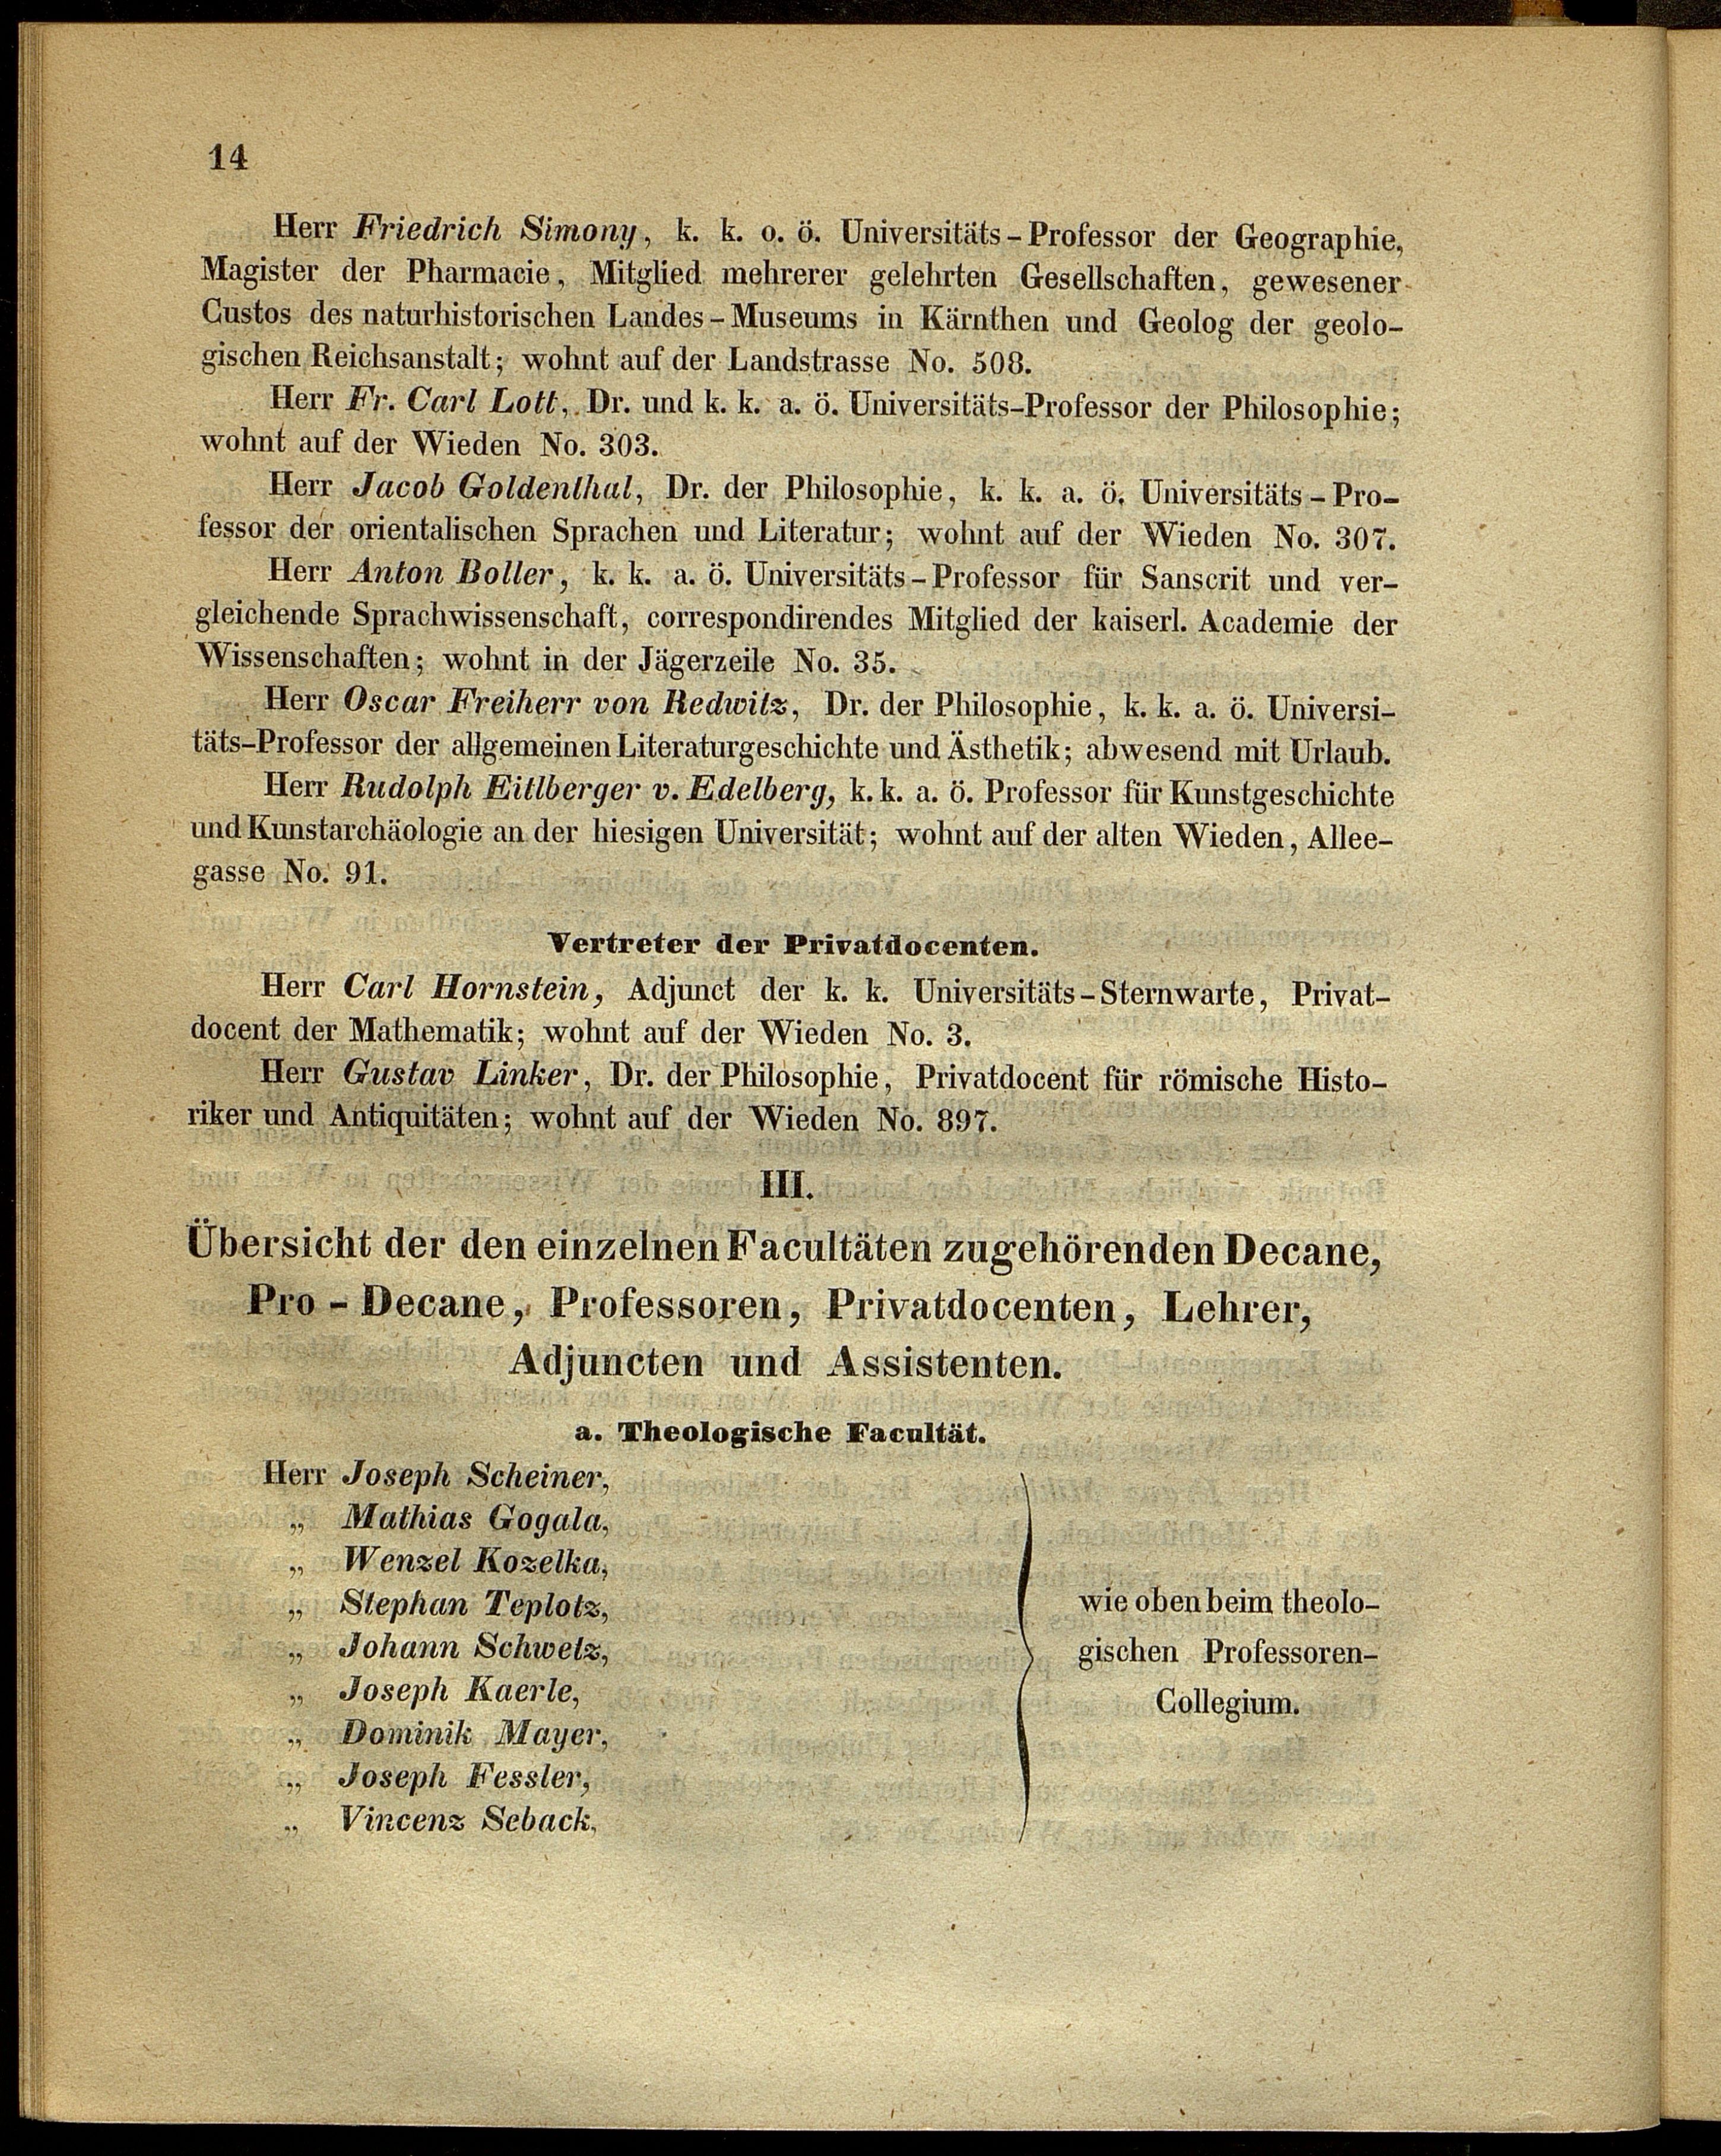 14
Herr Friedrich Simony, k. k. o. ö. Universitäts-Professor der Geographie,
Magister der Pharmacie, Mitglied mehrerer gelehrten Gesellschaften, gewesener
Custos des naturhistorischen Landes-Museums in Kärnthen und Geolog der geolo-
gischen Reichsanstalt; wohnt auf der Landstrasse No. 508.
Herr Fr. Carl Lott, Dr. und k. k. a. ö. Universitäts-Professor der Philosophie;
wohnt auf der Wieden No. 303.
Herr Jacob Goldenthal, Dr. der Philosophie, k. k. a. ö. Universitäts-Pro-
fessor der orientalischen Sprachen und Literatur; wohnt auf der Wieden No. 307.
Herr Anton Boller, k. k. a. ö. Universitäts-Professor für Sanscrit und ver-
gleichende Sprachwissenschaft, correspondirendes Mitglied der kaiserl. Academie der
Wissenschaften; wohnt in der Jägerzeile No. 35.
Herr Oscar Freiherr von Redwitz, Dr. der Philosophie, k. k. a. ö. Universi-
täts-Professor der allgemeinen Literaturgeschichte und Ästhetik; abwesend mit Urlaub.
Herr Rudolph Eitlberger v. Edelberg, k. k. a. ö. Professor für Kunstgeschichte
und Kunstarchäologie an der hiesigen Universität; wohnt auf der alten Wieden, Allee-
gasse No. 91.
Vertreter der Privatdocenten.
Herr Carl Hornstein, Adjunct der k. k. Universitäts-Sternwarte, Privat-
docent der Mathematik; wohnt auf der Wieden No. 3.
Herr Gustav Linker, Dr. der Philosophie, Privatdocent für römische Histo-
riker und Antiquitäten; wohnt auf der Wieden No. 897.
III.
Übersicht der den einzelnen Facultäten zugehörenden Decane,
Pro-Decane, Professoren, Privatdocenten, Lehrer,
Adjuncten und Assistenten.
a. Theologische Facultät.
Herr Joseph Scheiner,
„ Mathias Gogala,
„ Wenzel Kozelka,
„ Stephan Teplotz,
„ Johann Schwetz,
„ Joseph Kaerle,
„ Dominik Mayer,
„ Joseph Fessler,
„ Vincenz Seback,
wie oben beim theolo-
gischen Professoren-
Collegium.